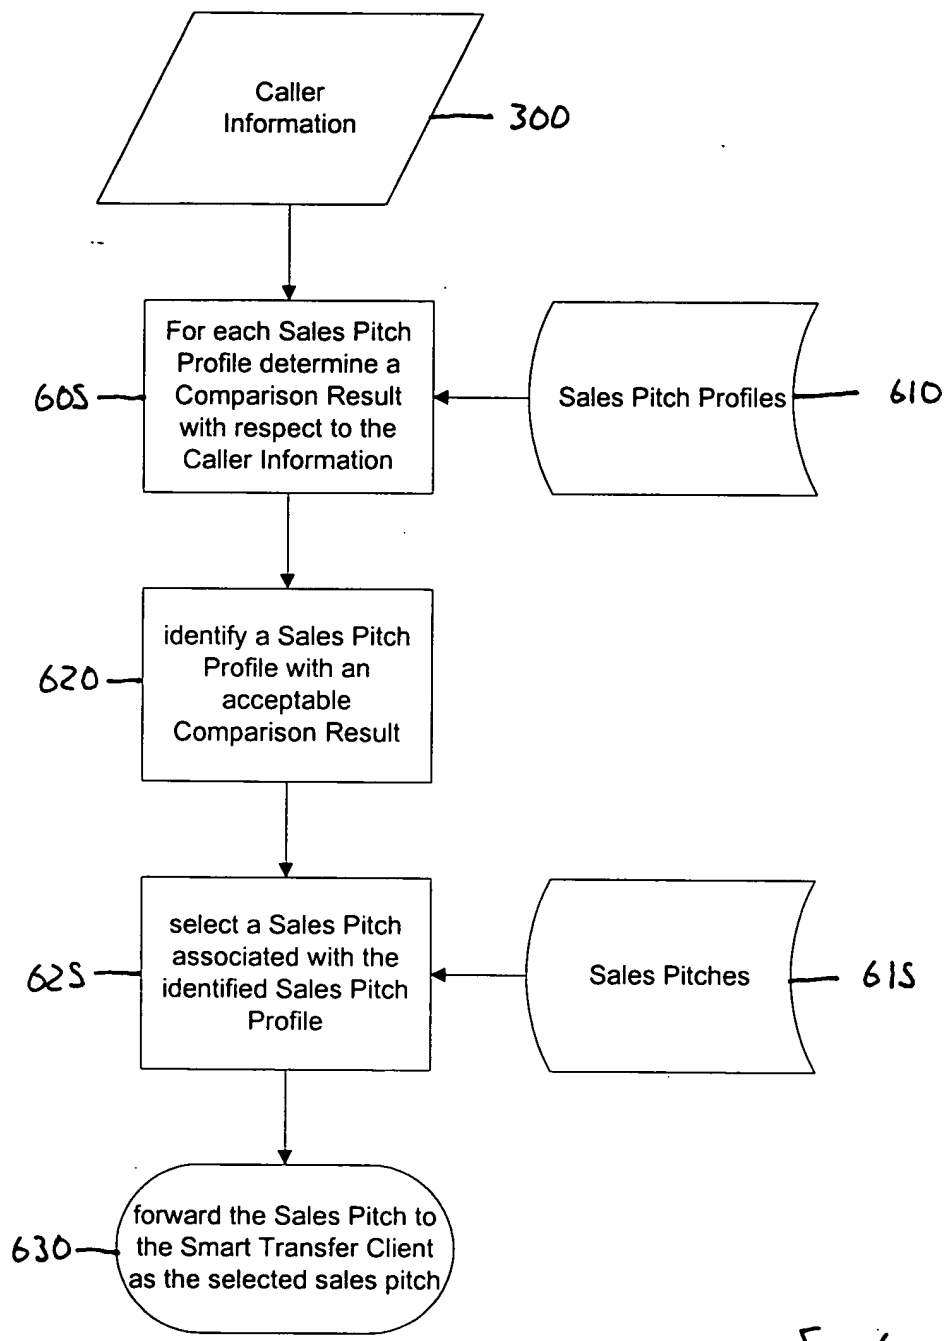 Caller
Information
300
For each Sales Pitch
Profile determine a
Comparison Result
with respect to the
Caller Information
605
Sales Pitch Profiles
610
identify a Sales Pitch
Profile with an
acceptable
Comparison Result
620
select a Sales Pitch
associated with the
identified Sales Pitch
Profile
625
Sales Pitches
615
forward the Sales Pitch to
the Smart Transfer Client
as the selected sales pitch
630